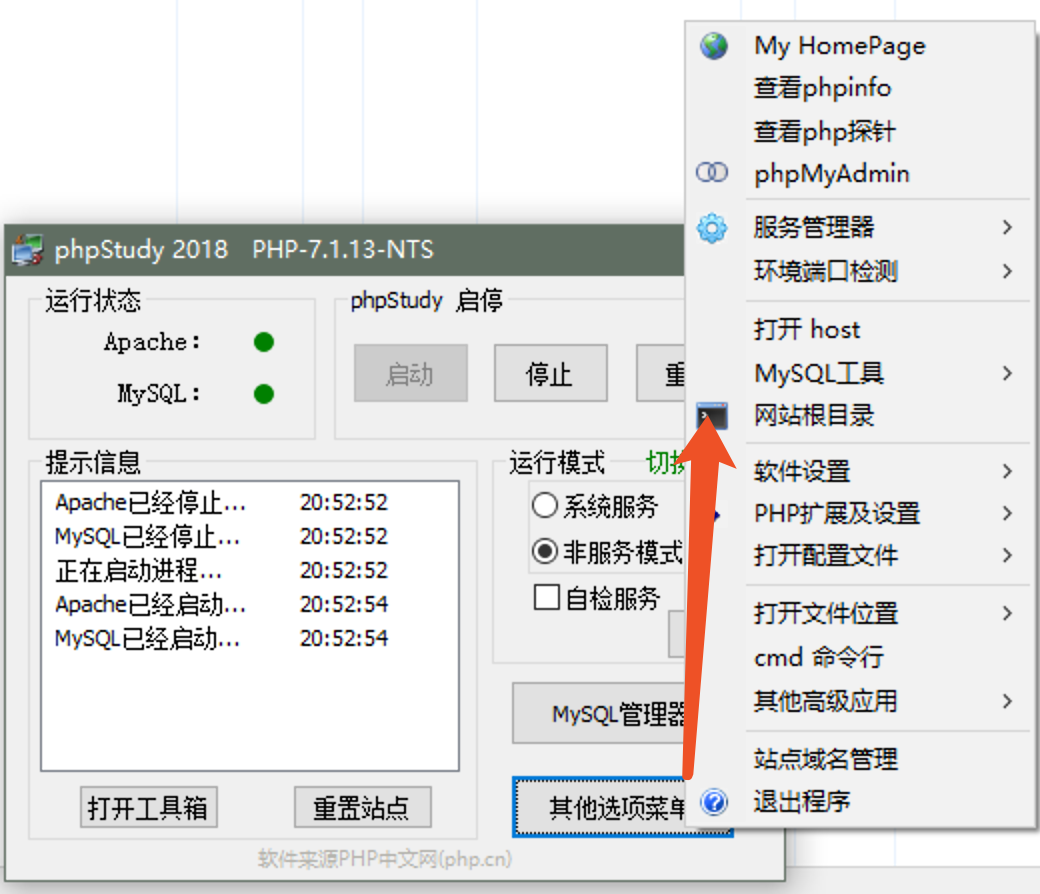 My HomePage
查看phpinfo
查看php探针
phpMyAdmin
服务管理器
环境端口检测
打开 host
MySQL工具
网站根目录
软件设置
PHP扩展及设置
打开配置文件
打开文件位置
cmd 命令行
其他高级应用
站点域名管理
退出程序
phpStudy 2018 PHP-7.1.13-NTS
运行状态
Apache:
MySQL:
phpStudy 启停
启动
停止
重
提示信息
Apache已经停止... 20:52:52
MySQL已经停止... 20:52:52
正在启动进程... 20:52:52
Apache已经启动... 20:52:54
MySQL已经启动... 20:52:54
运行模式 切换
系统服务
非服务模式
自检服务
MySQL管理器
打开工具箱
重置站点
其他选项菜单
软件来源PHP中文网(php.cn)